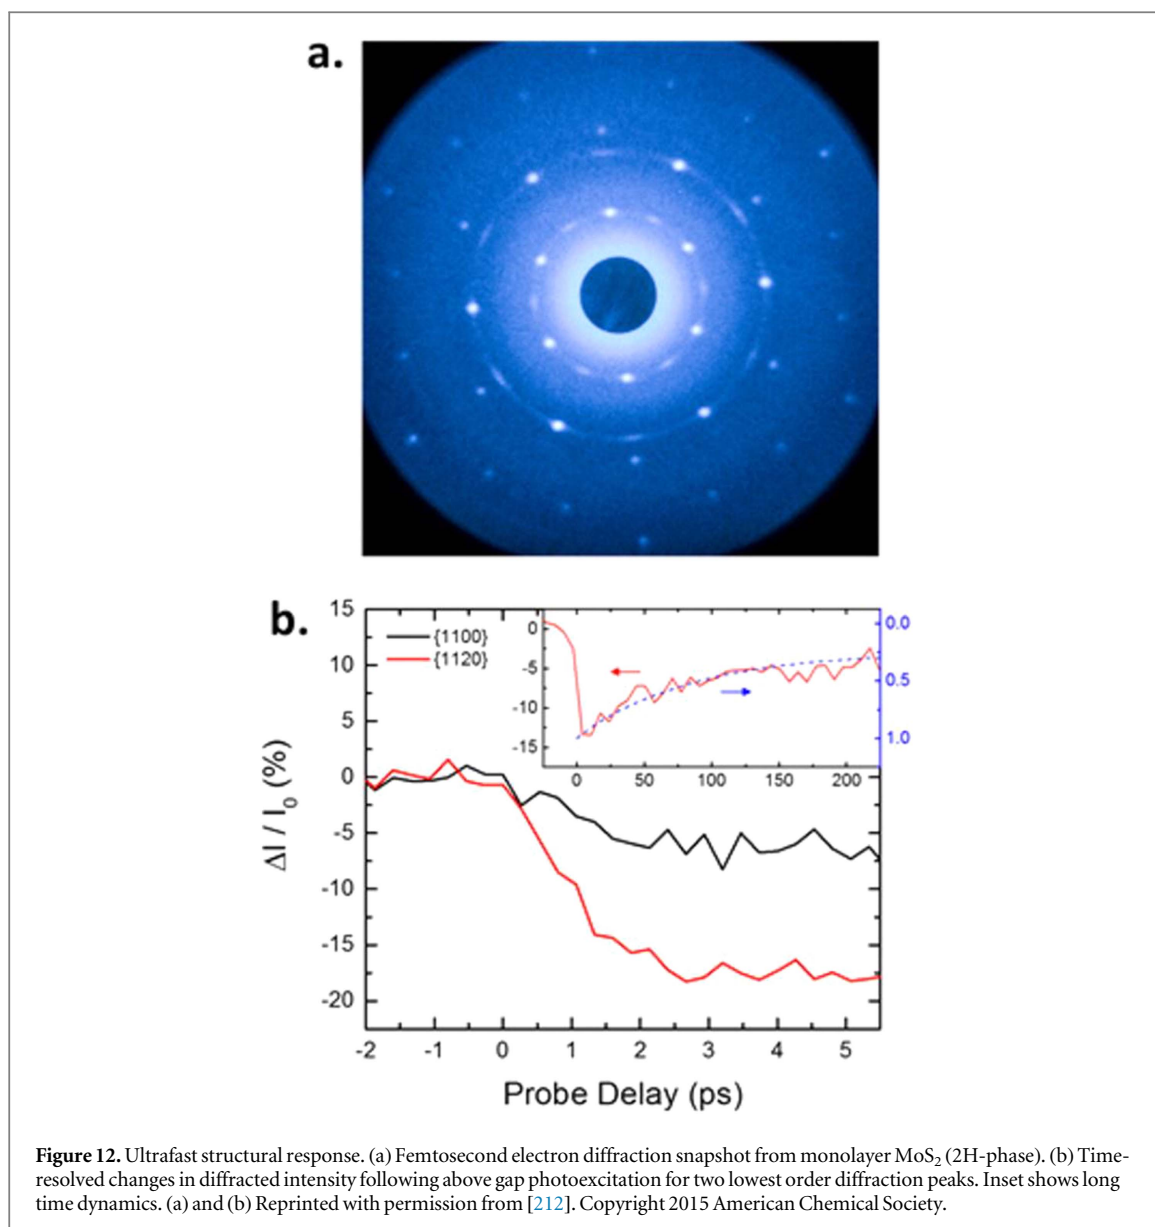 a.
b.
15
10
5
0
-5
-10
-15
-20
ΔI / I₀ (%)
{1100}
{1120}
0
-5
-10
-15
0.0
0.5
1.0
0 50 100 150 200
-2 -1 0 1 2 3 4 5
Probe Delay (ps)
Figure 12. Ultrafast structural response. (a) Femtosecond electron diffraction snapshot from monolayer MoS₂ (2H-phase). (b) Time-
resolved changes in diffracted intensity following above gap photoexcitation for two lowest order diffraction peaks. Inset shows long
time dynamics. (a) and (b) Reprinted with permission from [212]. Copyright 2015 American Chemical Society.